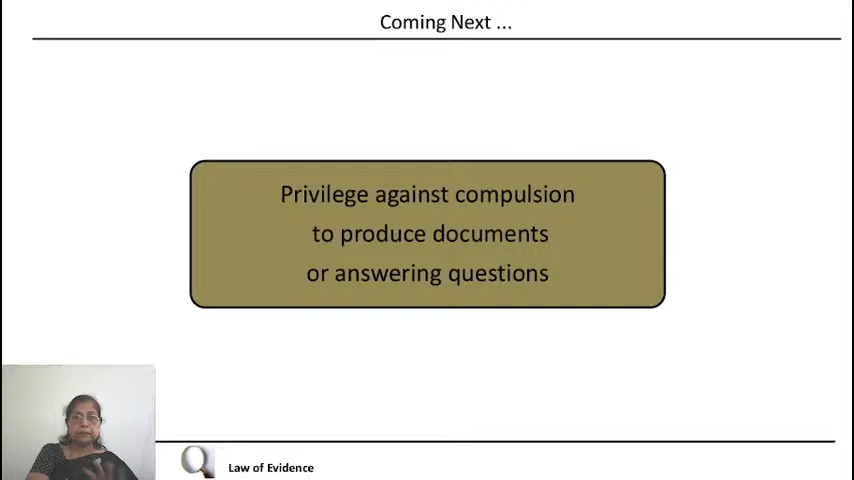 Coming Next ...
Privilege against compulsion
to produce documents
or answering questions
Law of Evidence